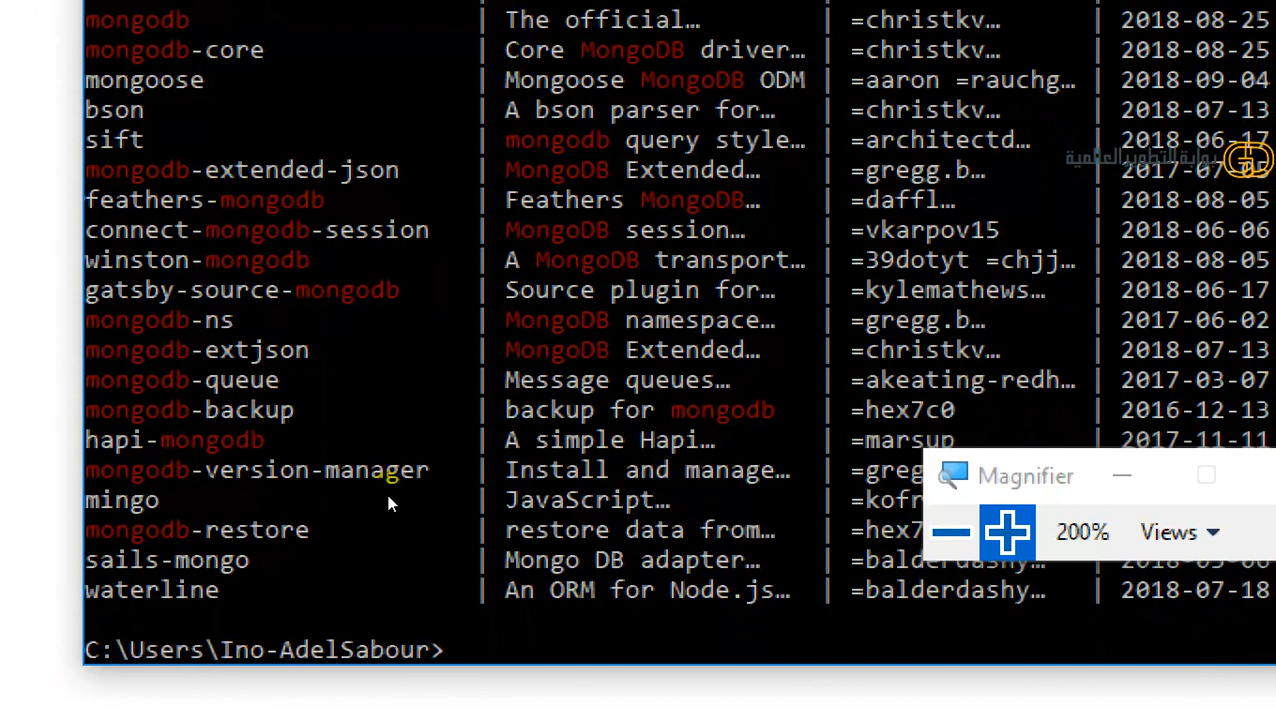 mongodb | The official… | =christkv… | 2018-08-25
mongodb-core | Core MongoDB driver… | =christkv… | 2018-08-25
mongoose | Mongoose MongoDB ODM | =aaron =rauchg… | 2018-09-04
bson | A bson parser for… | =christkv… | 2018-07-13
sift | mongodb query style… | =architectd… | 2018-06-17
بوابة التطوير العالمية
mongodb-extended-json | MongoDB Extended… | =gregg.b… | 2017-07-
feathers-mongodb | Feathers MongoDB… | =daffl… | 2018-08-05
connect-mongodb-session | MongoDB session… | =vkarpov15 | 2018-06-06
winston-mongodb | A MongoDB transport… | =39dotyt =chjj… | 2018-08-05
gatsby-source-mongodb | Source plugin for… | =kylemathews… | 2018-06-17
mongodb-ns | MongoDB namespace… | =gregg.b… | 2017-06-02
mongodb-extjson | MongoDB Extended… | =christkv… | 2018-07-13
mongodb-queue | Message queues… | =akeating-redh… | 2017-03-07
mongodb-backup | backup for mongodb | =hex7c0 | 2016-12-13
hapi-mongodb | A simple Hapi… | =marsup | 2017-11-11
mongodb-version-manager | Install and manage… | =greg
Magnifier
mingo | JavaScript… | =kofr
mongodb-restore | restore data from… | =hex7
200% Views
sails-mongo | Mongo DB adapter… | =balderdashy…
waterline | An ORM for Node.js… | =balderdashy… | 2018-07-18
C:\Users\Ino-AdelSabour>